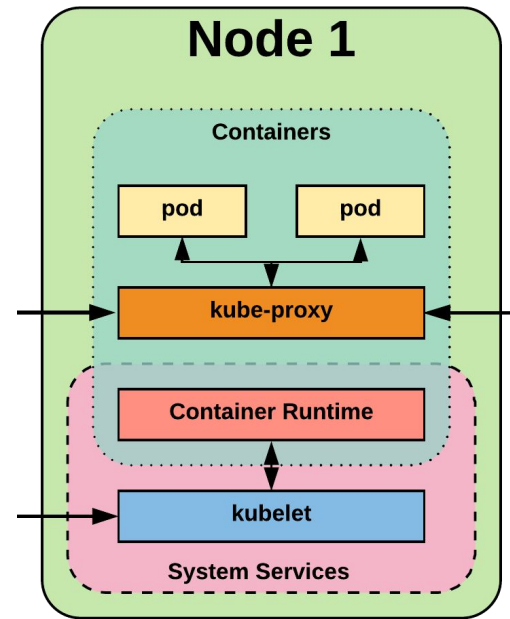 Node 1
Containers
pod
pod
kube-proxy
Container Runtime
kubelet
System Services